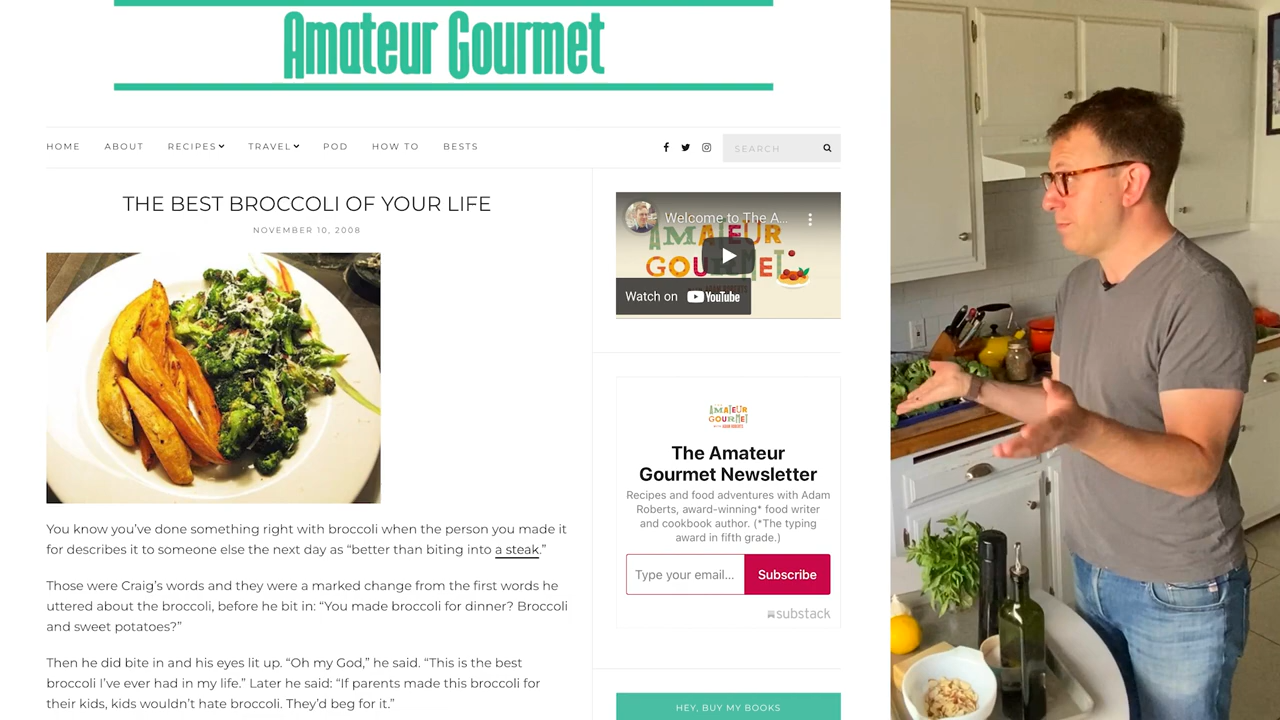 Amateur Gourmet
HOME ABOUT RECIPES TRAVEL POD HOW TO BESTS SEARCH
THE BEST BROCCOLI OF YOUR LIFE
NOVEMBER 10, 2008
You know you've done something right with broccoli when the person you made it
for describes it to someone else the next day as “better than biting into a steak.”
Those were Craig's words and they were a marked change from the first words he
uttered about the broccoli, before he bit in: “You made broccoli for dinner? Broccoli
and sweet potatoes?”
Then he did bite in and his eyes lit up. “Oh my God,” he said. “This is the best
broccoli I've ever had in my life.” Later he said: “If parents made this broccoli for
their kids, kids wouldn't hate broccoli. They'd beg for it.”
Welcome to The A...
AMATEUR
GOURMET
Watch on YouTube
AMATEUR
GOURMET
WITH ADAM ROBERTS
The Amateur
Gourmet Newsletter
Recipes and food adventures with Adam
Roberts, award-winning* food writer
and cookbook author. (*The typing
award in fifth grade.)
Type your email... Subscribe
substack
HEY, BUY MY BOOKS